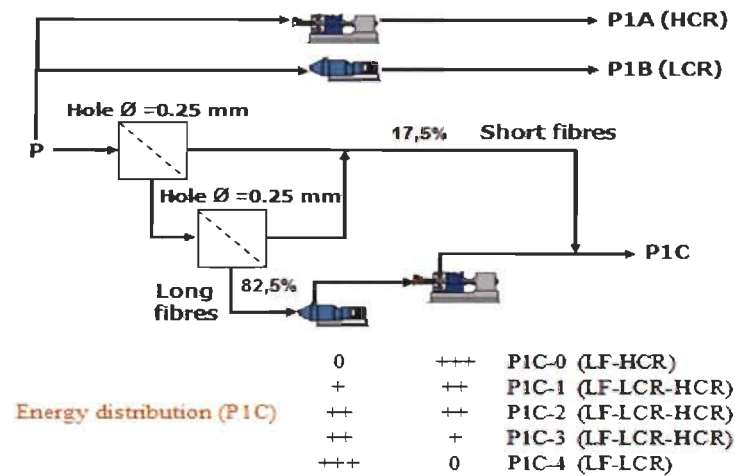 P1A (HCR)
P1B (LCR)
Hole Ø =0.25 mm
17,5% Short fibres
P
Hole Ø =0.25 mm
P1C
Long fibres
82,5%
0 +++ P1C-0 (LF-HCR)
+ ++ P1C-1 (LF-LCR-HCR)
Energy distribution (P1C) ++ ++ P1C-2 (LF-LCR-HCR)
++ + P1C-3 (LF-LCR-HCR)
+++ 0 P1C-4 (LF-LCR)